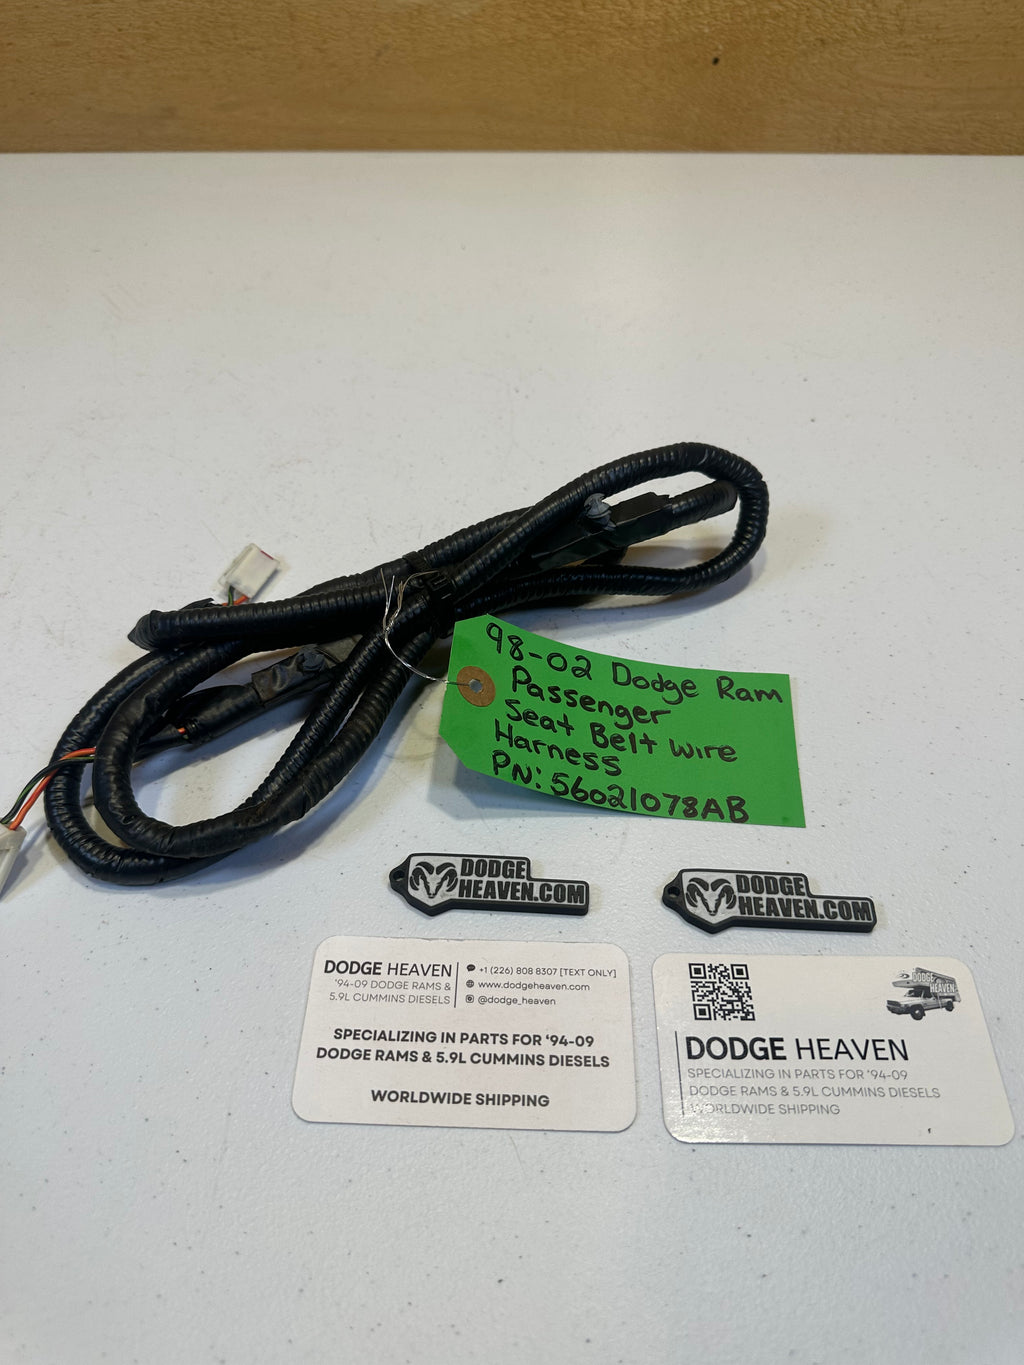 98-02 Dodge Ram
Passenger
Seat Belt wire
Harness
PN: 56021078AB
DODGE
HEAVEN.COM
DODGE
HEAVEN.COM
DODGE HEAVEN
'94-09 DODGE RAMS &
5.9L CUMMINS DIESELS
+1 (226) 808 8307 [TEXT ONLY]
www.dodgeheaven.com
@dodge_heaven
SPECIALIZING IN PARTS FOR '94-09
DODGE RAMS & 5.9L CUMMINS DIESELS
WORLDWIDE SHIPPING
DODGE
HEAVEN
DODGE HEAVEN
SPECIALIZING IN PARTS FOR '94-09
DODGE RAMS & 5.9L CUMMINS DIESELS
WORLDWIDE SHIPPING